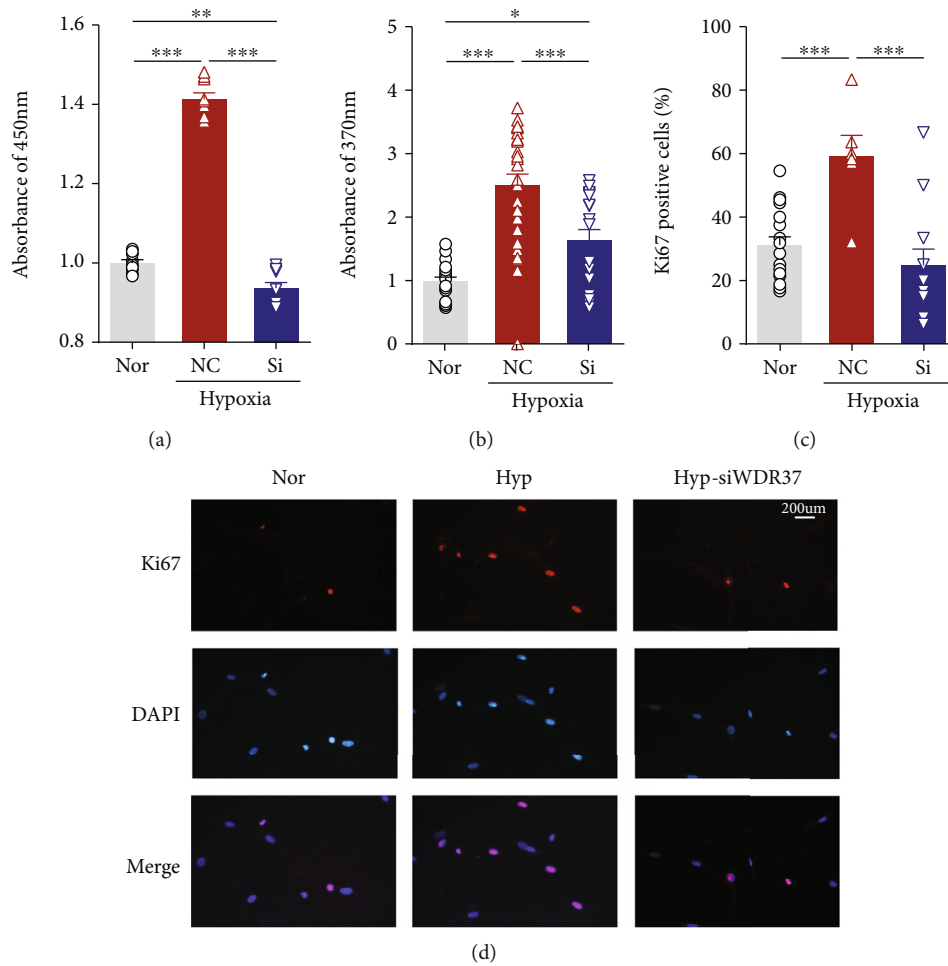 **
***
***
Absorbance of 450nm
1.6
1.4
1.2
1.0
0.8
Nor
NC
Si
Hypoxia
(a)
*
***
***
Absorbance of 370nm
5
4
3
2
1
0
Nor
NC
Si
Hypoxia
(b)
***
***
Ki67 positive cells (%)
100
80
60
40
20
0
Nor
NC
Si
Hypoxia
(c)
Nor
Hyp
Hyp-siWDR37
200um
Ki67
DAPI
Merge
(d)